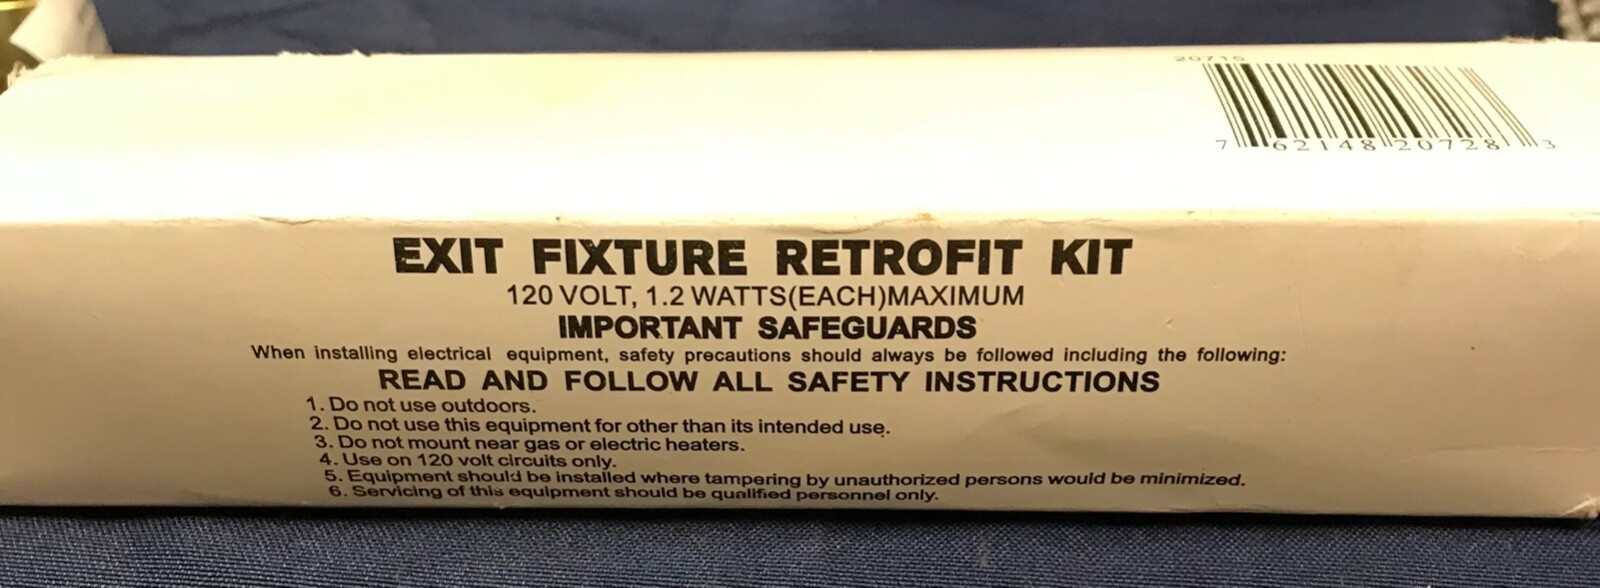 20715
7 62148 20728 3
EXIT FIXTURE RETROFIT KIT
120 VOLT, 1.2 WATTS(EACH)MAXIMUM
IMPORTANT SAFEGUARDS
When installing electrical equipment, safety precautions should always be followed including the following:
READ AND FOLLOW ALL SAFETY INSTRUCTIONS
1. Do not use outdoors.
2. Do not use this equipment for other than its intended use.
3. Do not mount near gas or electric heaters.
4. Use on 120 volt circuits only.
5. Equipment should be installed where tampering by unauthorized persons would be minimized.
6. Servicing of this equipment should be qualified personnel only.